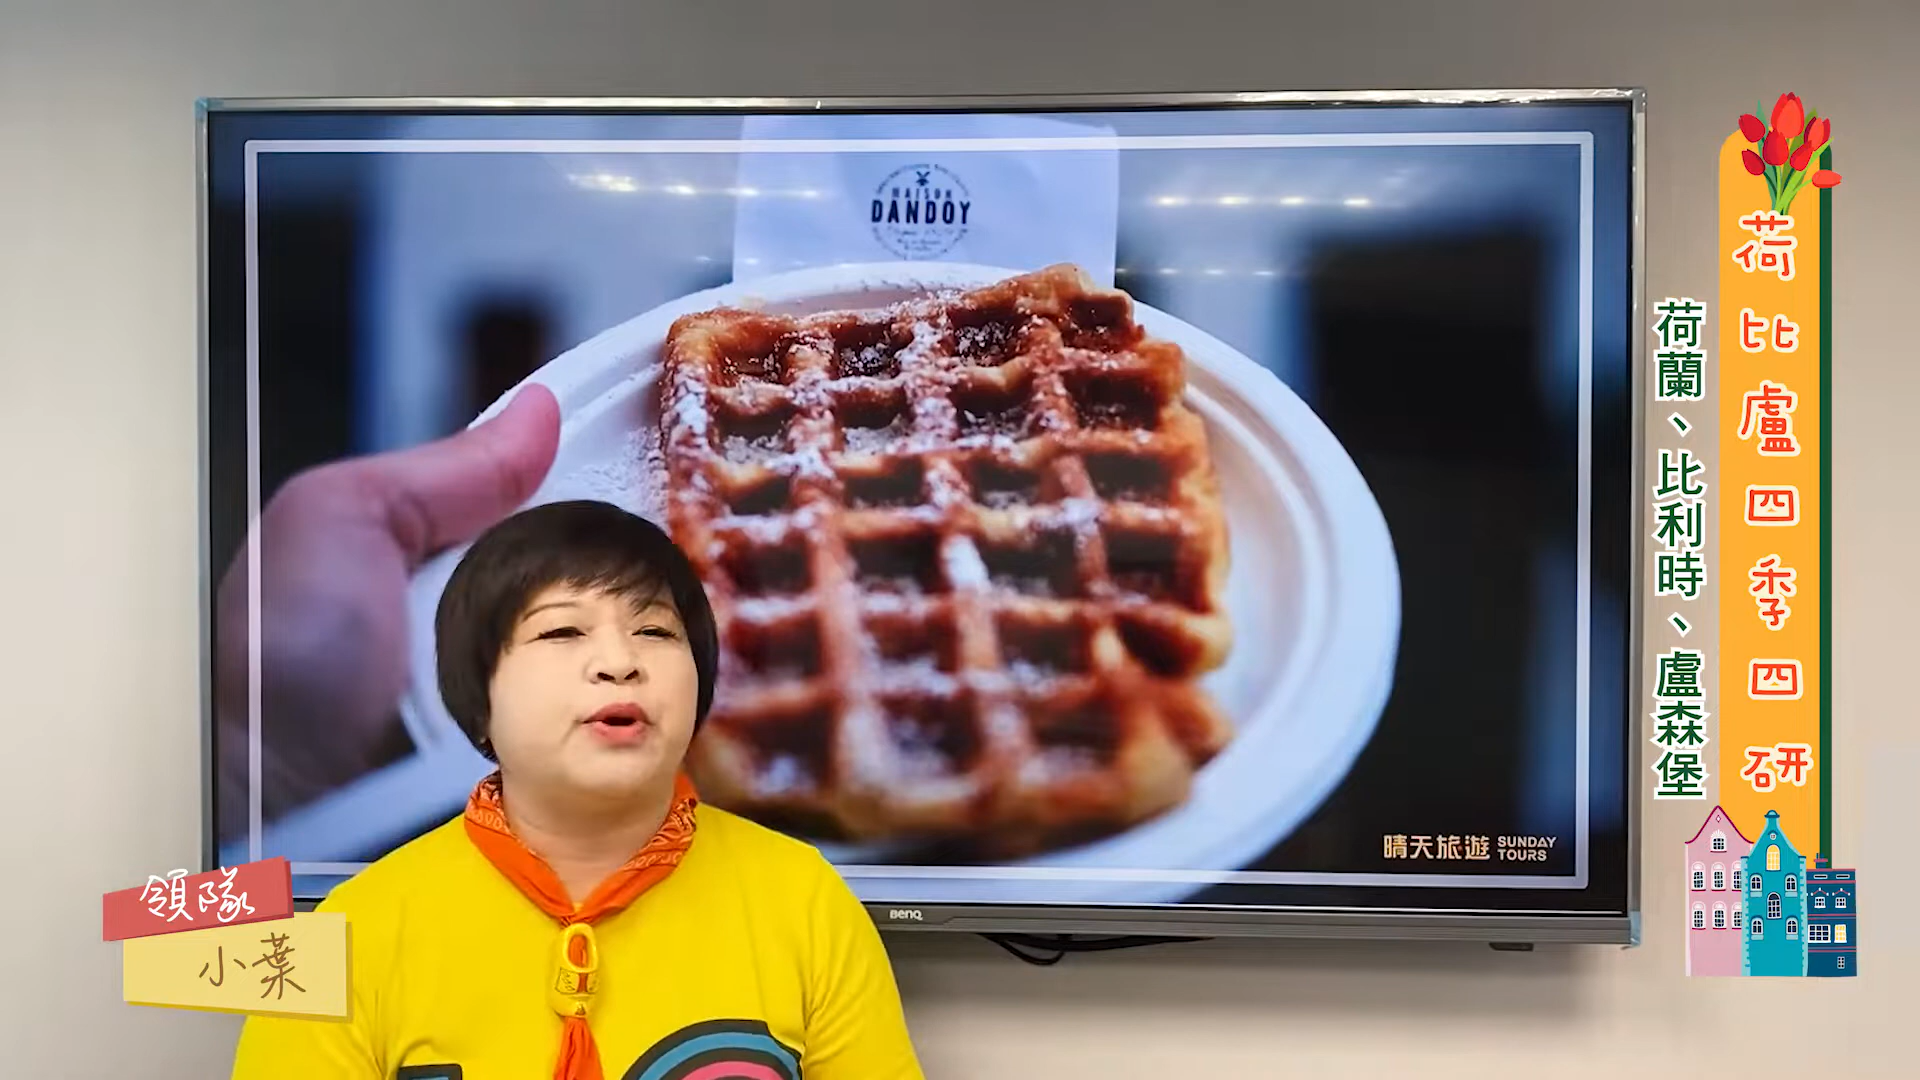 MAISON
DANDOY
晴天旅遊 SUNDAY
TOURS
BenQ
領隊
小葉
荷比盧四季四研
荷蘭、比利時、盧森堡